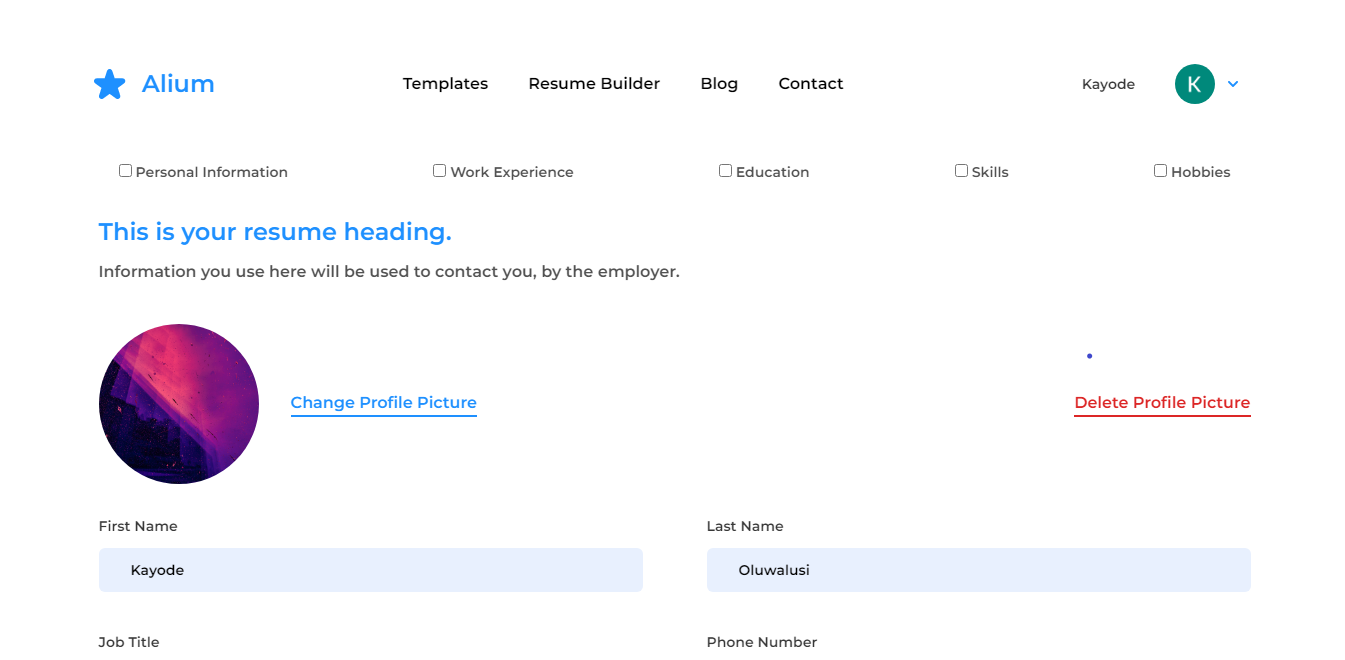 Alium
Templates Resume Builder Blog Contact
Kayode K
Personal Information Work Experience Education Skills Hobbies
This is your resume heading.
Information you use here will be used to contact you, by the employer.
Change Profile Picture Delete Profile Picture
First Name Last Name
Kayode Oluwalusi
Job Title Phone Number